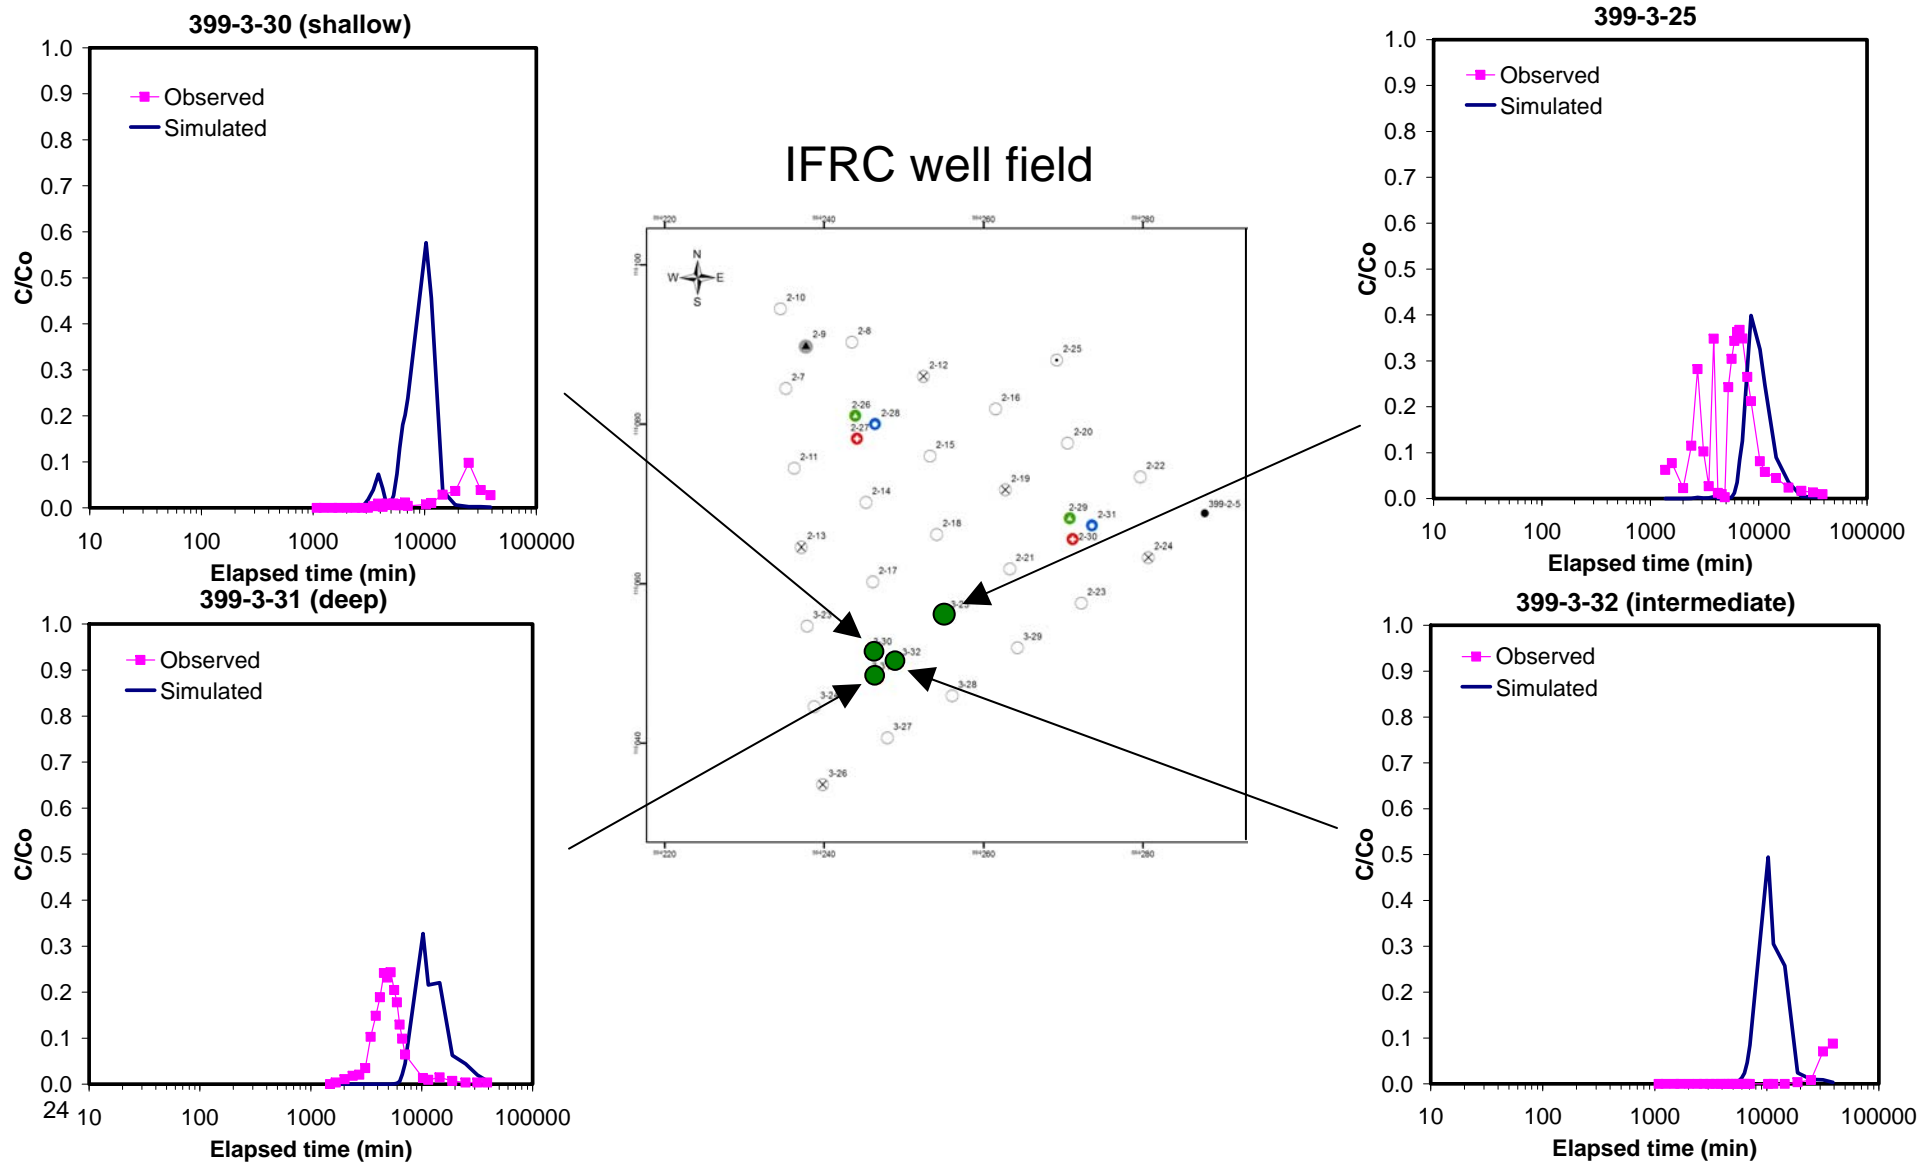 399-3-30 (shallow)
1.0
0.9
0.8
0.7
0.6
0.5
0.4
0.3
0.2
0.1
0.0
C/Co
Observed
Simulated
10 100 1000 10000 100000
Elapsed time (min)
399-3-25
1.0
0.9
0.8
0.7
0.6
0.5
0.4
0.3
0.2
0.1
0.0
C/Co
Observed
Simulated
10 100 1000 10000 100000
Elapsed time (min)
IFRC well field
N
W E
S
2-10
2-9
2-8
2-25
2-12
2-7
2-16
2-26
2-28
2-27
2-20
2-15
2-11
2-22
2-19
2-14
399-2-5
2-29
2-31
2-18
2-30
2-13
2-24
2-21
2-17
2-23
3-23
3-29
3-30
3-32
3-28
3-27
3-26
399-3-31 (deep)
1.0
0.9
0.8
0.7
0.6
0.5
0.4
0.3
0.2
0.1
0.0
C/Co
Observed
Simulated
10 100 1000 10000 100000
Elapsed time (min)
24
399-3-32 (intermediate)
1.0
0.9
0.8
0.7
0.6
0.5
0.4
0.3
0.2
0.1
0.0
C/Co
Observed
Simulated
10 100 1000 10000 100000
Elapsed time (min)